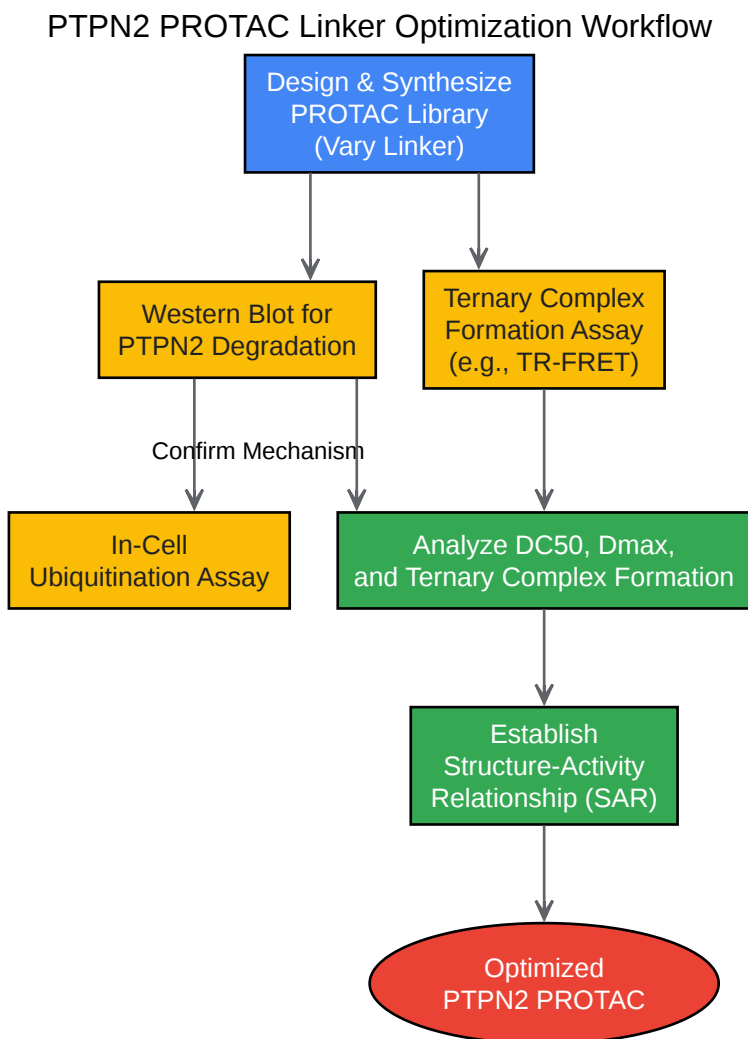 PTPN2 PROTAC Linker Optimization Workflow
Design & Synthesize
PROTAC Library
(Vary Linker)
Western Blot for
PTPN2 Degradation
Ternary Complex
Formation Assay
(e.g., TR-FRET)
Confirm Mechanism
In-Cell
Ubiquitination Assay
Analyze DC50, Dmax,
and Ternary Complex Formation
Establish
Structure-Activity
Relationship (SAR)
Optimized
PTPN2 PROTAC